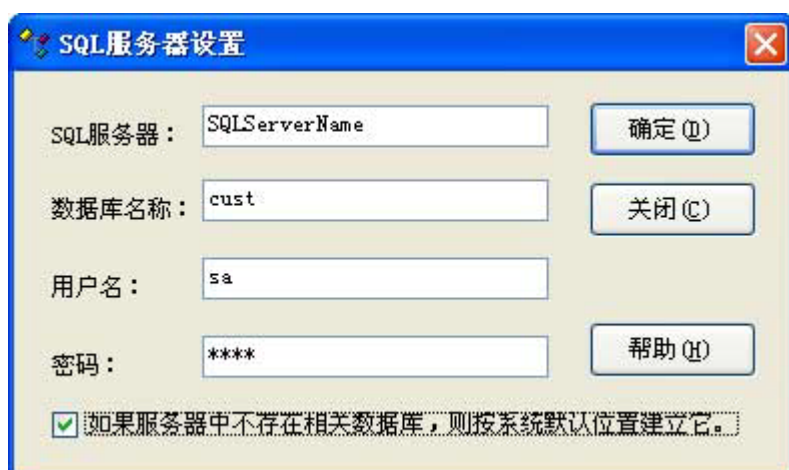 SQL服务器设置
SQL服务器： SQLServerName 确定(D)
数据库名称： cust 关闭(C)
用户名： sa
密码： **** 帮助(H)
如果服务器中不存在相关数据库，则按系统默认位置建立它。